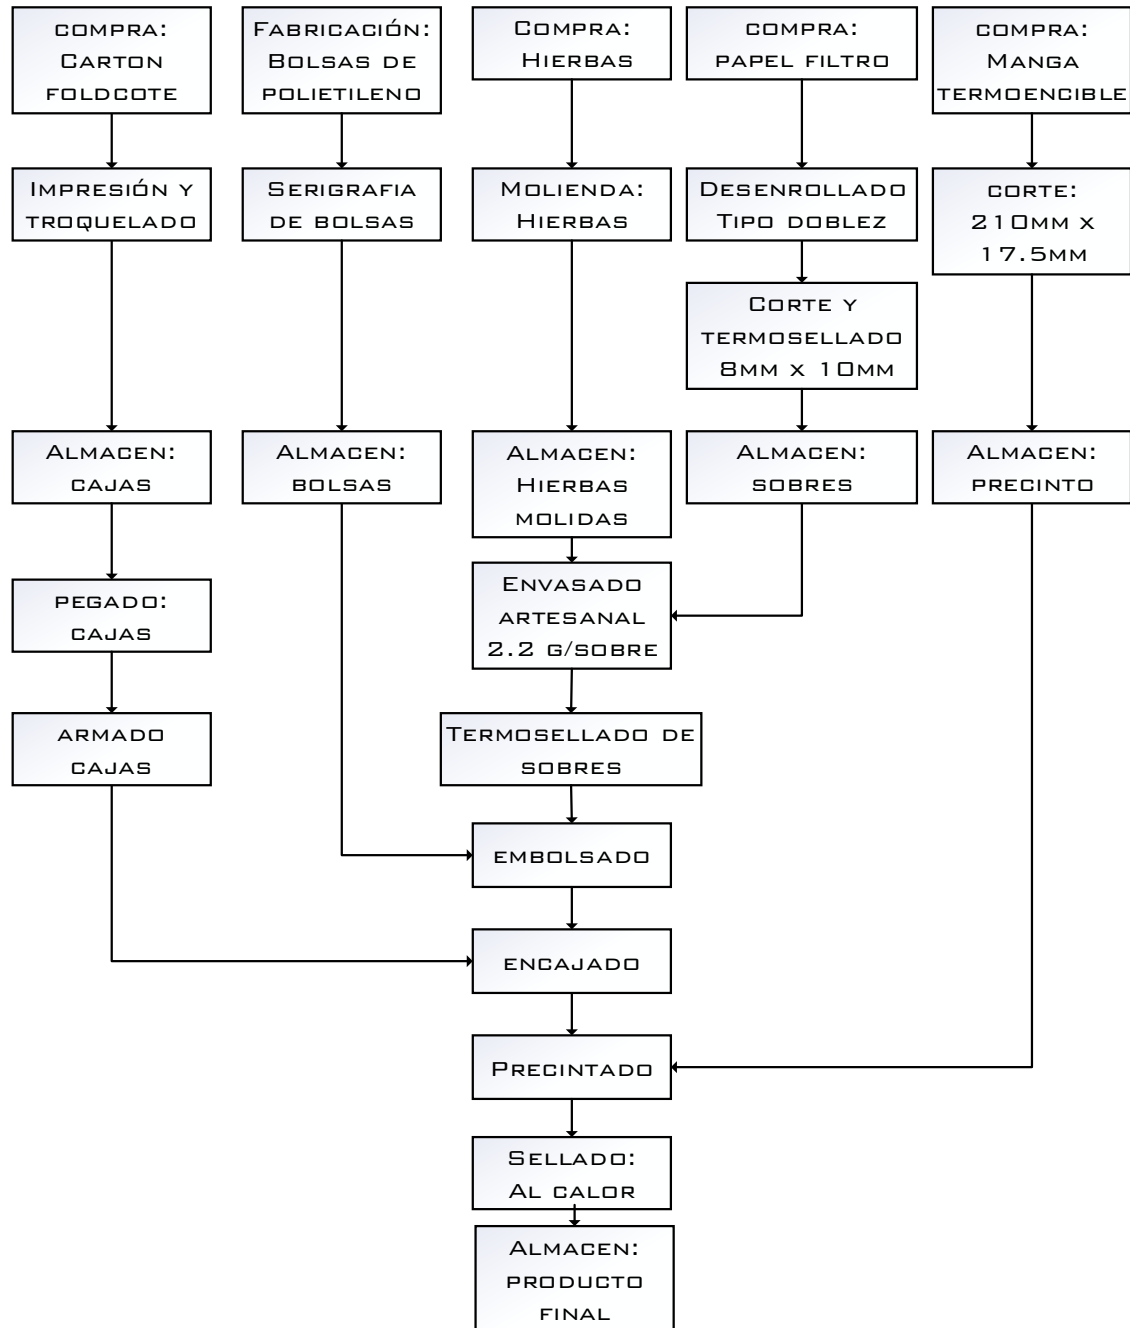 COMPRA:
CARTON
FOLDCOTE
FABRICACIÓN:
BOLSAS DE
POLIETILENO
COMPRA:
HIERBAS
COMPRA:
PAPEL FILTRO
COMPRA:
MANGA
TERMOENCIBLE
IMPRESIÓN Y
TROQUELADO
SERIGRAFIA
DE BOLSAS
MOLIENDA:
HIERBAS
DESENROLLADO
TIPO DOBLEZ
CORTE:
210MM X
17.5MM
CORTE Y
TERMOSELLADO
8MM X 10MM
ALMACEN:
CAJAS
ALMACEN:
BOLSAS
ALMACEN:
HIERBAS
MOLIDAS
ALMACEN:
SOBRES
ALMACEN:
PRECINTO
PEGADO:
CAJAS
ENVASADO
ARTESANAL
2.2 G/SOBRE
ARMADO
CAJAS
TERMOSELLADO DE
SOBRES
EMBOLSADO
ENCAJADO
PRECINTADO
SELLADO:
AL CALOR
ALMACEN:
PRODUCTO
FINAL